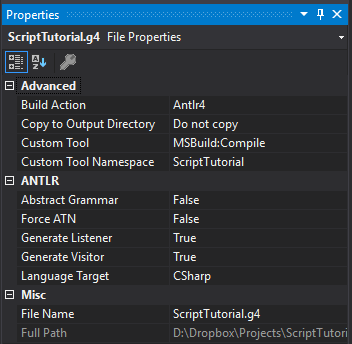 Properties
ScriptTutorial.g4 File Properties
Advanced
Build Action Antlr4
Copy to Output Directory Do not copy
Custom Tool MSBuild:Compile
Custom Tool Namespace ScriptTutorial
ANTLR
Abstract Grammar False
Force ATN False
Generate Listener True
Generate Visitor True
Language Target CSharp
Misc
File Name ScriptTutorial.g4
Full Path D:\Dropbox\Projects\ScriptTutori